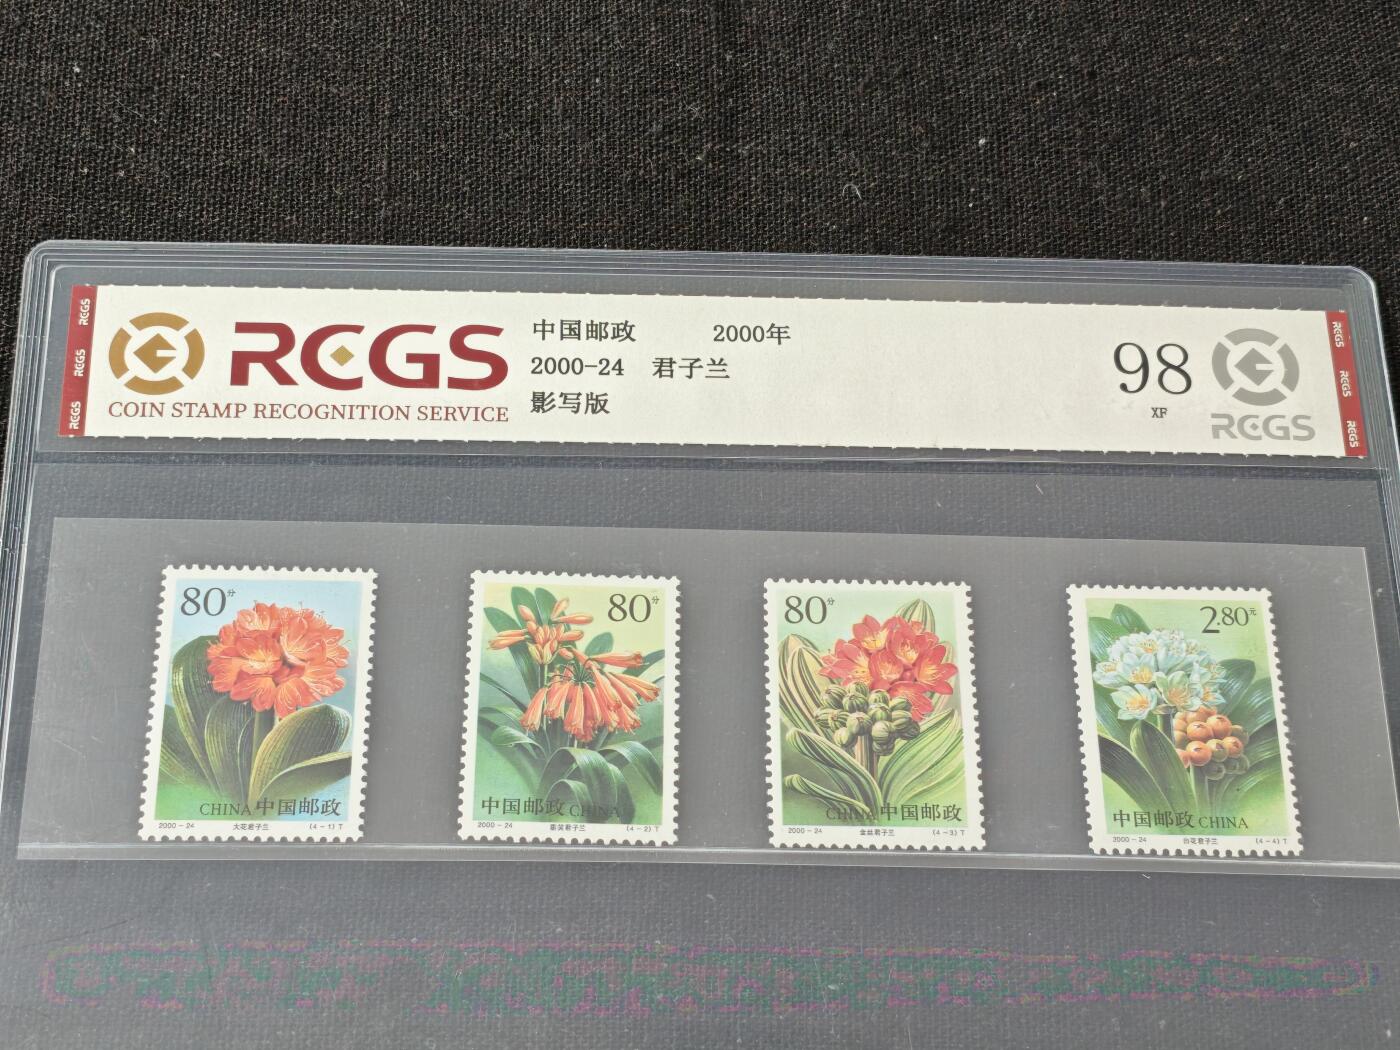 RCGS
RCGS
RCGS
RCGS
COIN STAMP RECOGNITION SERVICE
中国邮政 2000年
2000-24 君子兰
影写版
98
XF
RCGS
RCGS
RCGS
RCGS
80分
CHINA 中国邮政
2000-24 大花君子兰 (4-1) T
80分
中国邮政 CHINA
2000-24 垂笑君子兰 (4-2) T
80分
CHINA 中国邮政
2000-24 金丝君子兰 (4-3) T
2.80元
中国邮政 CHINA
2000-24 白花君子兰 (4-4) T